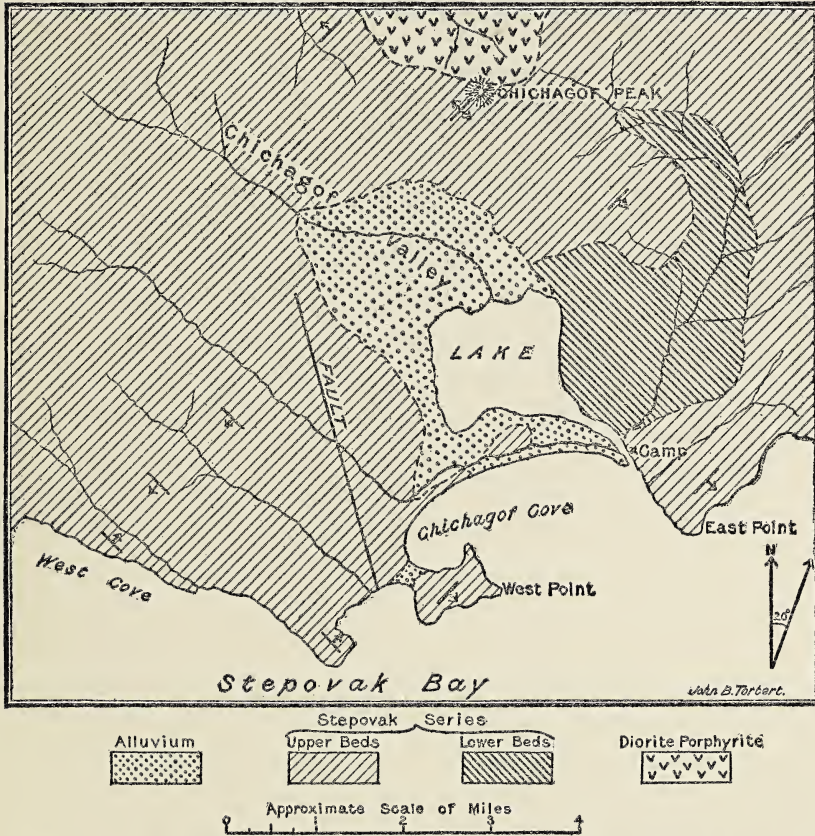 CHICHAGOF PEAK
Chichagof
Valley
LAKE
FAULT
Camp
Chichagof Cove
East Point
West Cove
West Point
N
20°
Stepovak Bay
John B. Torbert.
Stepovak Series
Alluvium Upper Beds Lower Beds Diorite Porphyrite
Approximate Scale of Miles
0 1 2 3 4